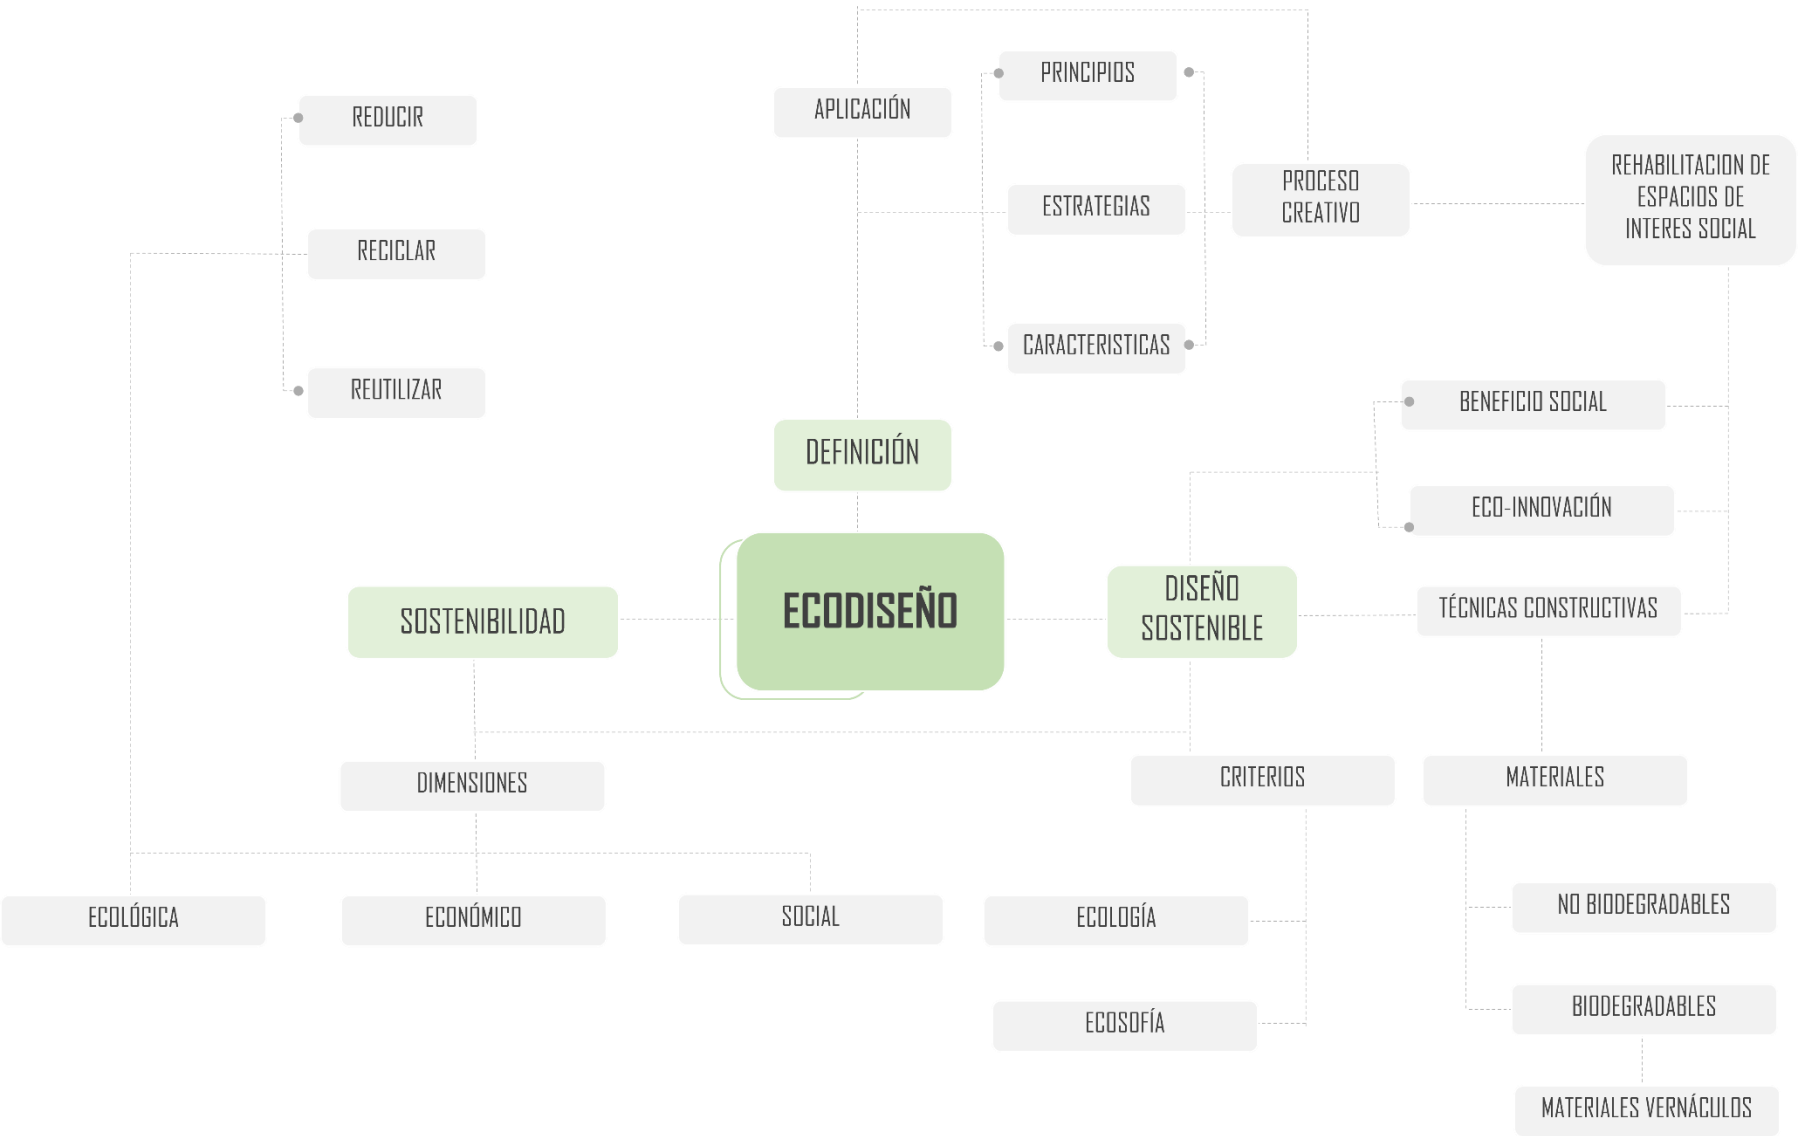 PRINCIPIOS
APLICACIÓN
REDUCIR
REHABILITACION DE
ESPACIOS DE
INTERES SOCIAL
PROCESO
CREATIVO
ESTRATEGIAS
RECICLAR
CARACTERISTICAS
REUTILIZAR
BENEFICIO SOCIAL
DEFINICIÓN
ECO-INNOVACIÓN
DISEÑO
SOSTENIBLE
ECODISEÑO
SOSTENIBILIDAD
TÉCNICAS CONSTRUCTIVAS
DIMENSIONES
CRITERIOS
MATERIALES
ECOLÓGICA
ECONÓMICO
SOCIAL
ECOLOGÍA
NO BIODEGRADABLES
ECOSOFÍA
BIODEGRADABLES
MATERIALES VERNÁCULOS